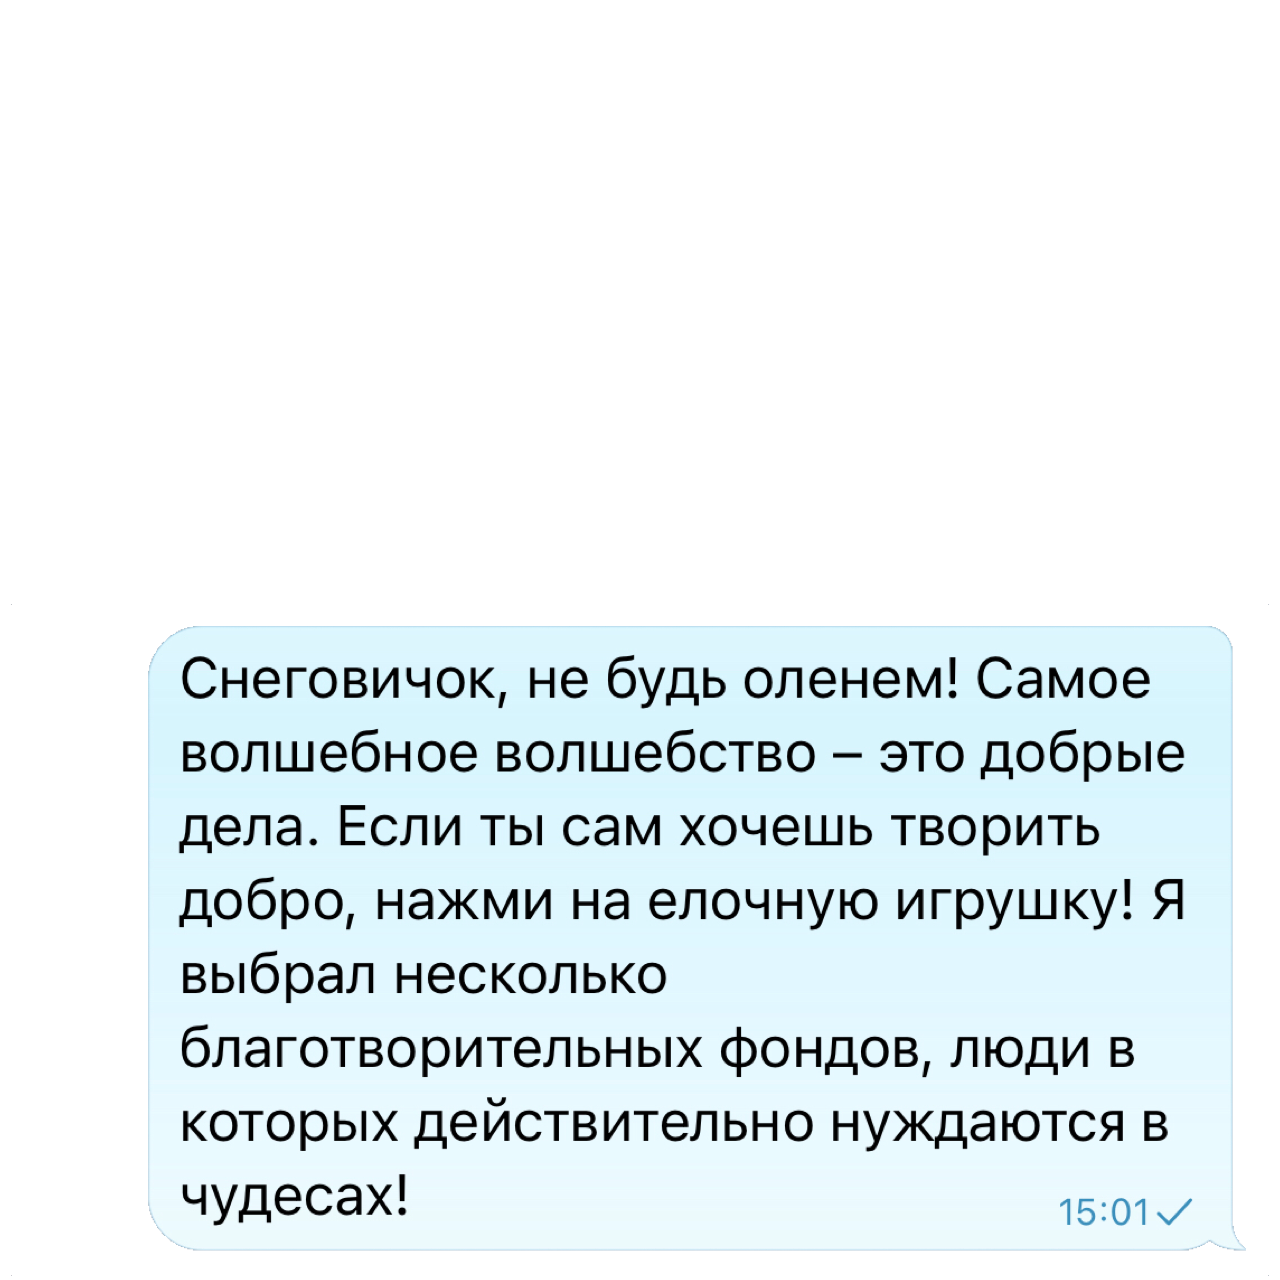 Снеговичок, не будь оленем! Самое
волшебное волшебство – это добрые
дела. Если ты сам хочешь творить
добро, нажми на елочную игрушку! Я
выбрал несколько
благотворительных фондов, люди в
которых действительно нуждаются в
чудесах!
15:01